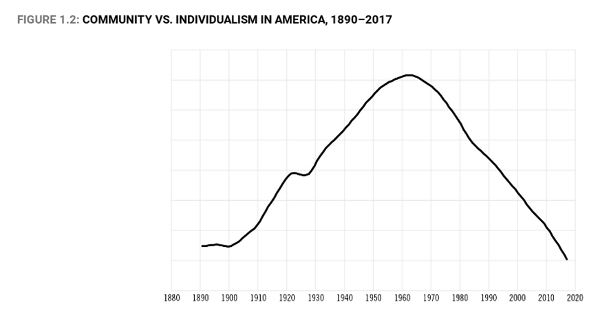 FIGURE 1.2: COMMUNITY VS. INDIVIDUALISM IN AMERICA, 1890–2017
1880 1890 1900 1910 1920 1930 1940 1950 1960 1970 1980 1990 2000 2010 2020